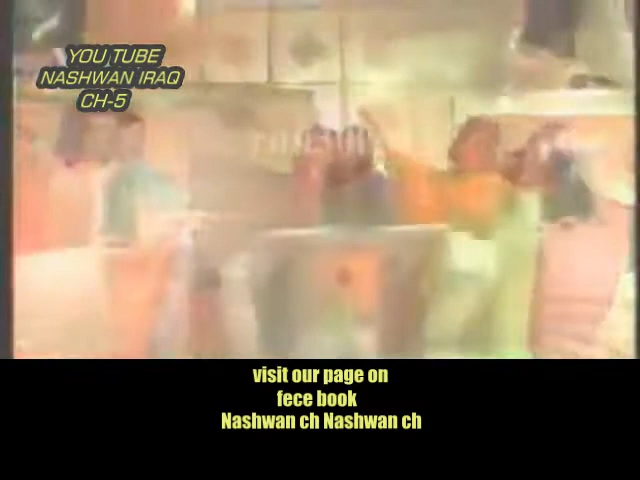 YOU TUBE
NASHWAN IRAQ
CH-5
visit our page on
fece book
Nashwan ch Nashwan ch